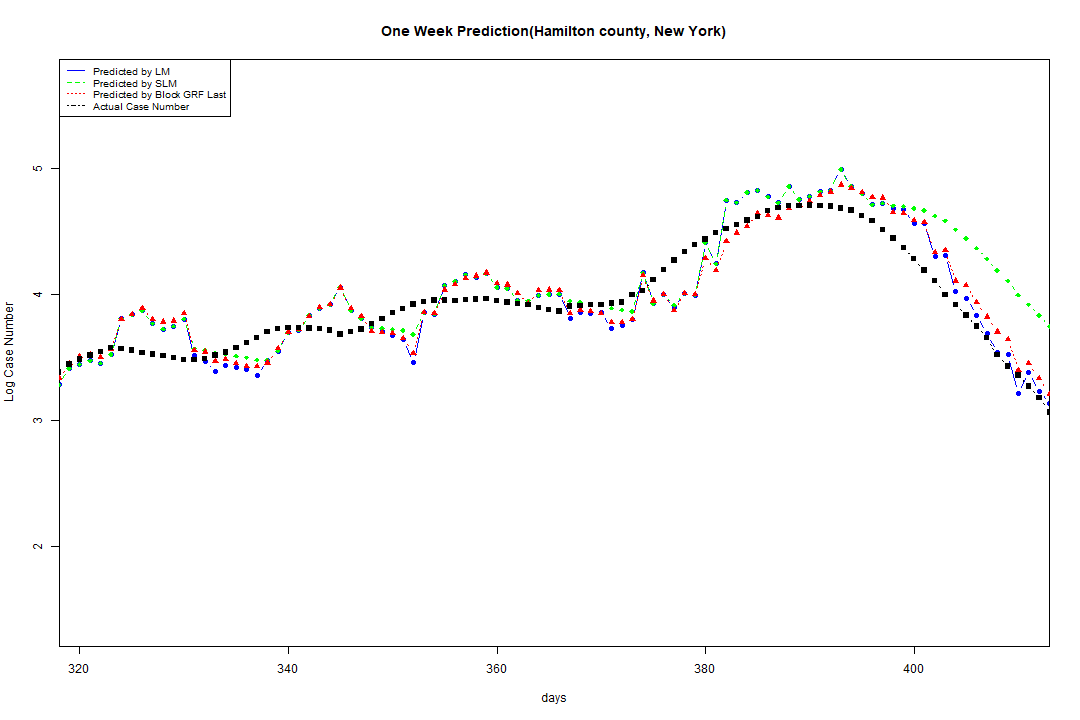 One Week Prediction(Hamilton county, New York)
Predicted by LM
Predicted by SLM
Predicted by Block GRF Last
Actual Case Number
5
4
3
2
Log Case Number
320 340 360 380 400
days